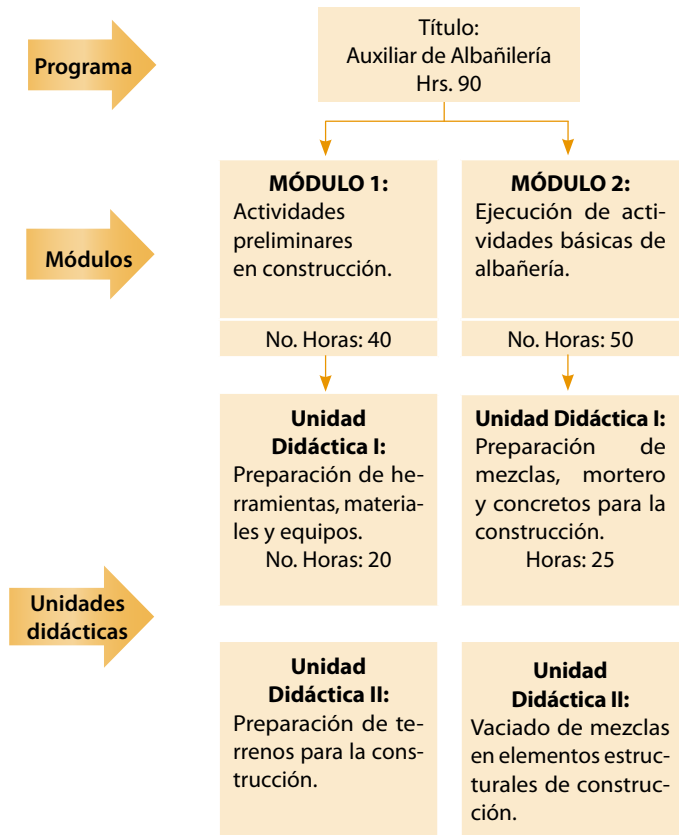 Programa
Título:
Auxiliar de Albañilería
Hrs. 90
Módulos
MÓDULO 1:
Actividades
preliminares
en construcción.
No. Horas: 40
MÓDULO 2:
Ejecución de acti-
vidades básicas de
albañería.
No. Horas: 50
Unidades
didácticas
Unidad
Didáctica I:
Preparación de he-
rramientas, materia-
les y equipos.
No. Horas: 20
Unidad Didáctica I:
Preparación de
mezclas, mortero
y concretos para la
construcción.
Horas: 25
Unidad
Didáctica II:
Preparación de te-
rrenos para la cons-
trucción.
Unidad
Didáctica II:
Vaciado de mezclas
en elementos estruc-
turales de construc-
ción.